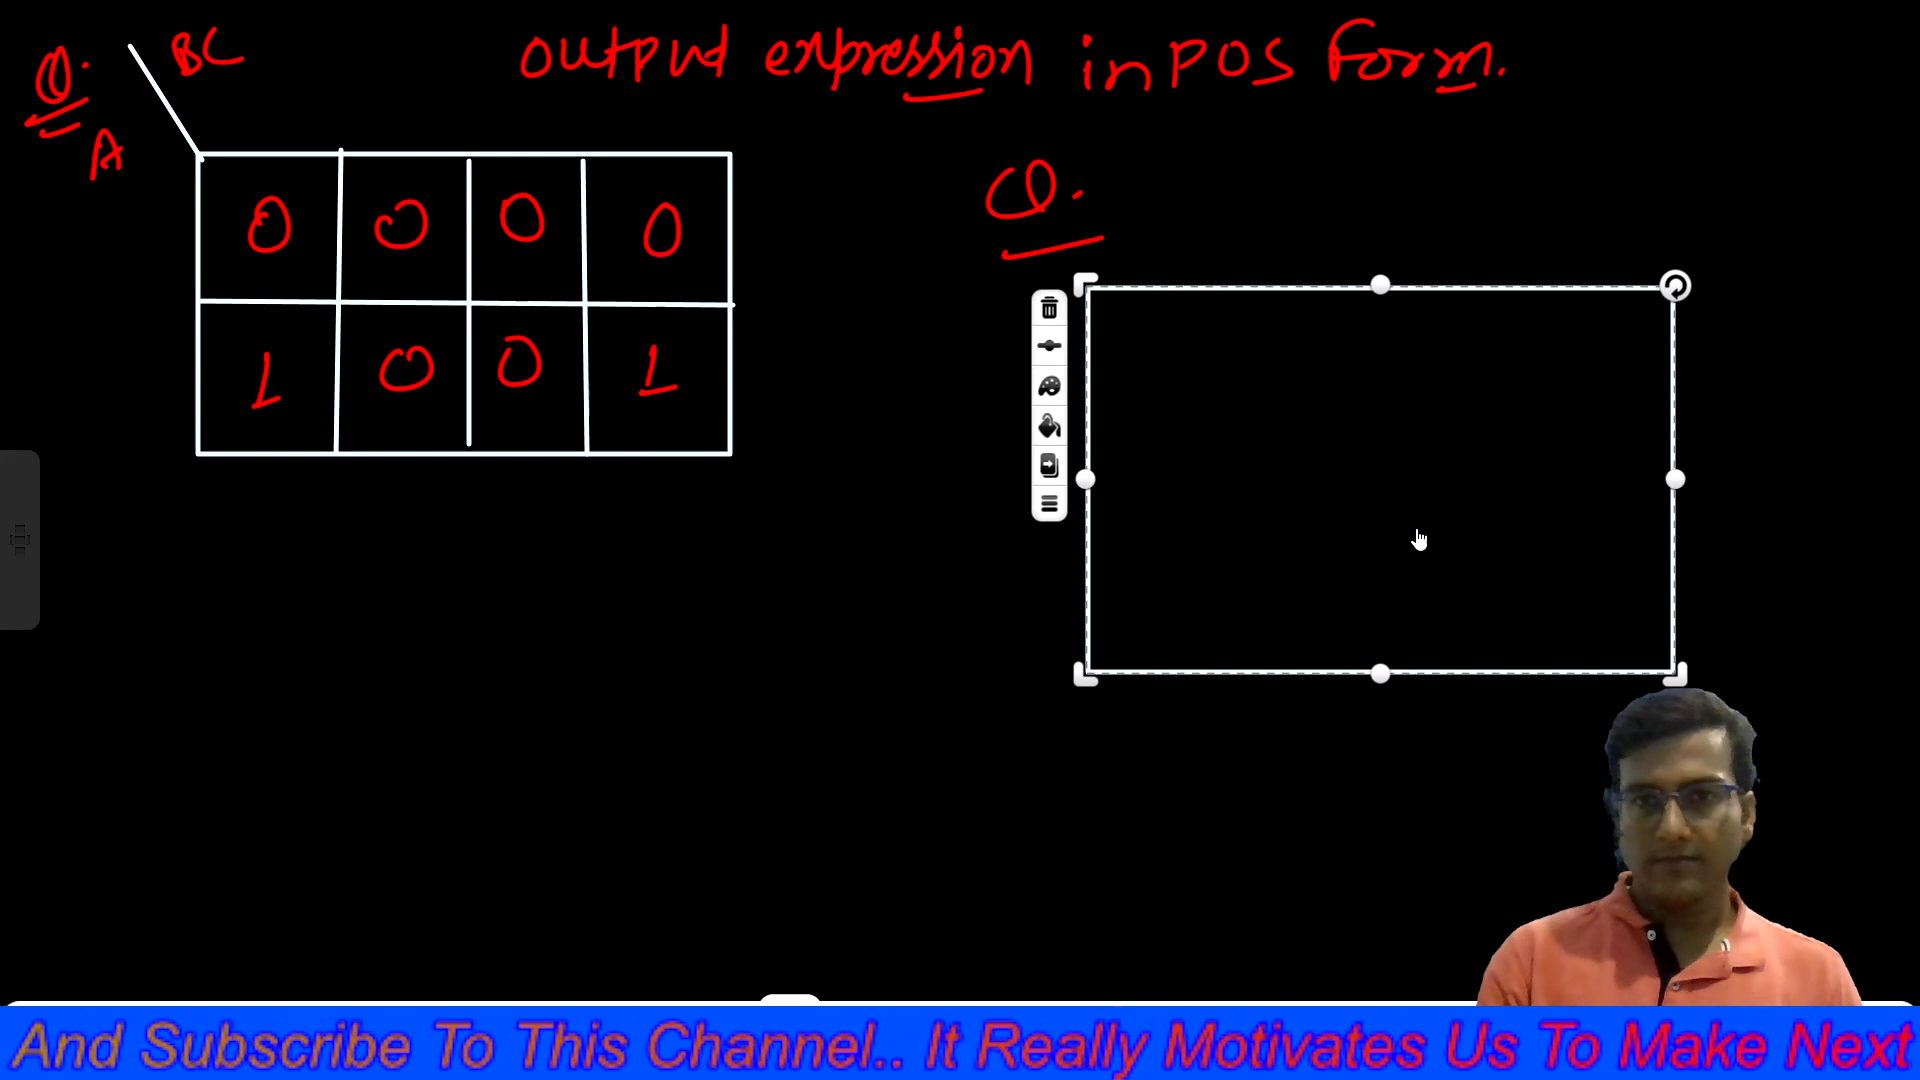 Q. BC output expression in POS form.
A
Q.
0 0 0 0
1 0 0 1
And Subscribe To This Channel.. It Really Motivates Us To Make Next